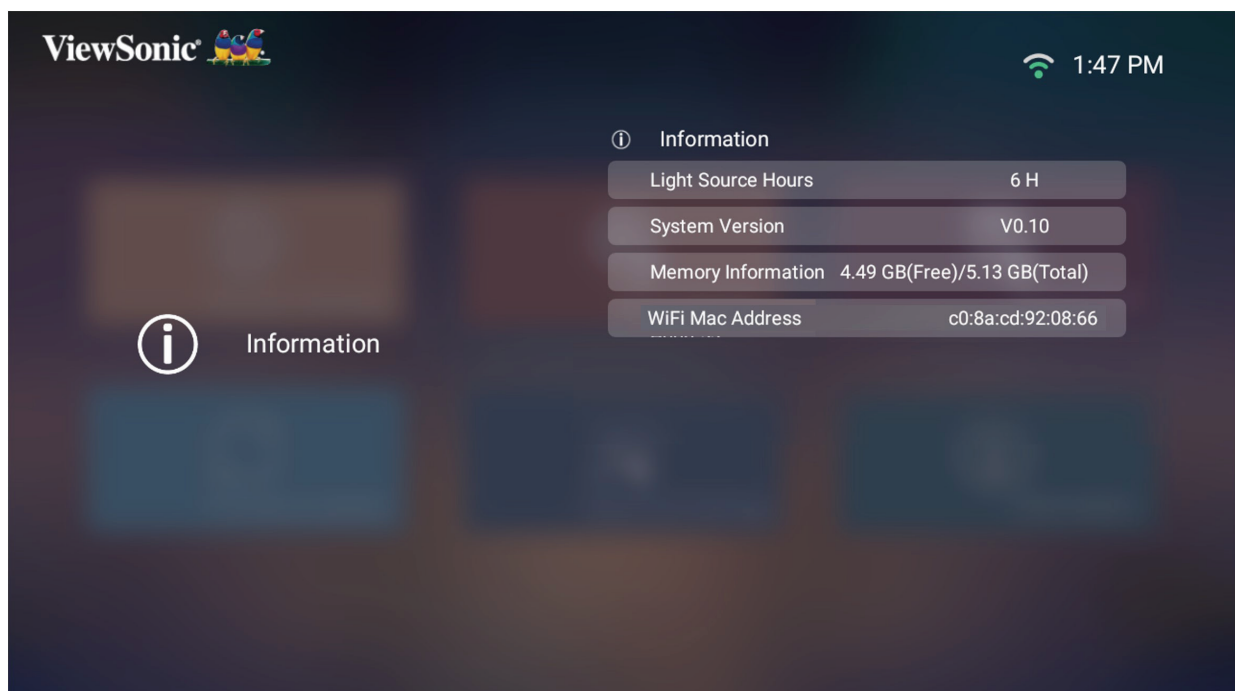 ViewSonic®
1:47 PM
Information
Light Source Hours 6 H
System Version V0.10
Memory Information 4.49 GB(Free)/5.13 GB(Total)
WiFi Mac Address c0:8a:cd:92:08:66
Information